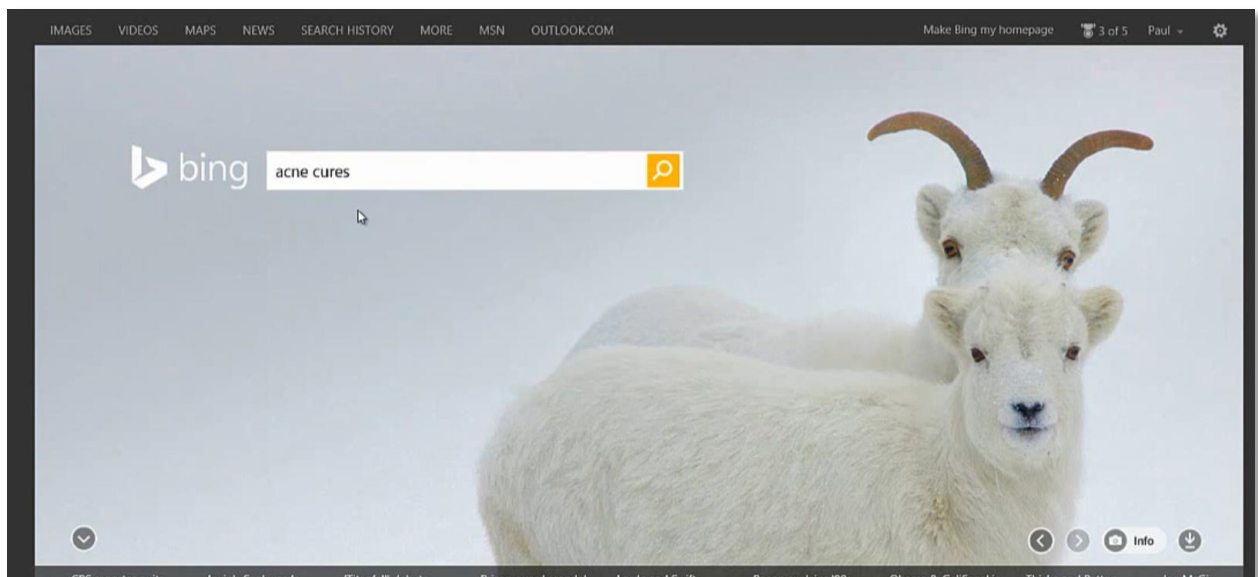 IMAGES VIDEOS MAPS NEWS SEARCH HISTORY MORE MSN OUTLOOK.COM Make Bing my homepage 3 of 5 Paul
bing acne cures
Info